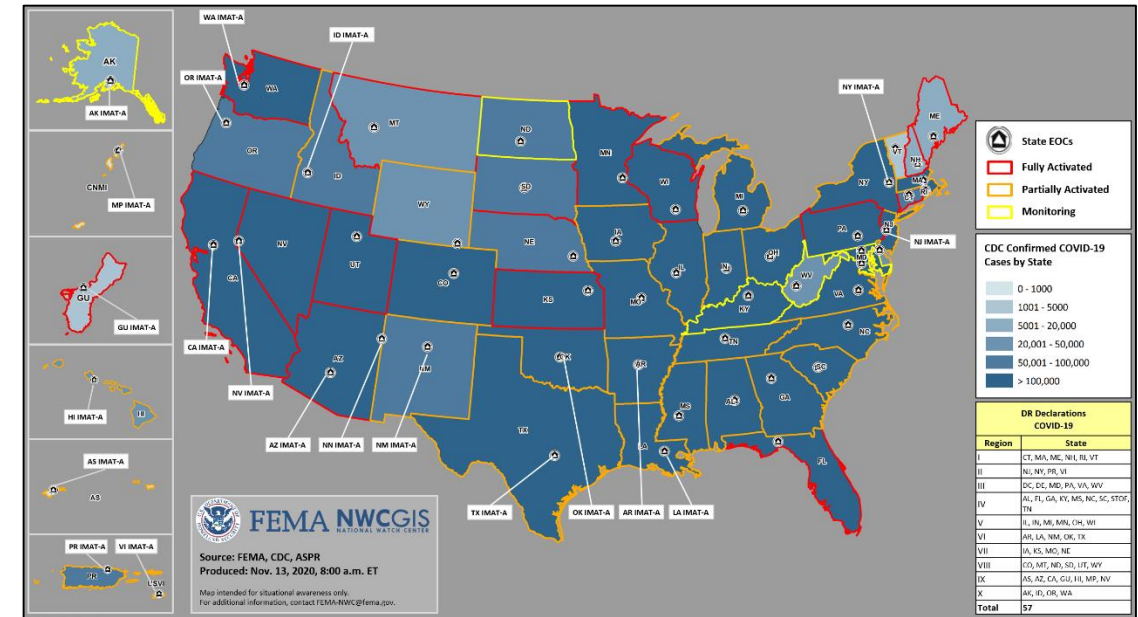 WA IMAT-A
ID IMAT-A
OR IMAT-A
NY IMAT-A
AK
AK IMAT-A
CNMI
MP IMAT-A
GU
GU IMAT-A
HI IMAT-A
HI
AS IMAT-A
AS
PR IMAT-A
VI IMAT-A
PR
USVI
WA
MT
ND
MN
ME
VT
NH
OR
ID
SD
WI
MI
NY
MA
RI
CT
WY
IA
PA
NJ
NE
NV
UT
IL
IN
OH
MD
WV
VA
CA
CO
KS
MO
KY
NC
TN
AZ
NM
OK
AR
SC
MS
AL
GA
TX
LA
FL
CA IMAT-A
NV IMAT-A
AZ IMAT-A
NN IMAT-A
NM IMAT-A
TX IMAT-A
OK IMAT-A
AR IMAT-A
LA IMAT-A
NJ IMAT-A
State EOCs
Fully Activated
Partially Activated
Monitoring
CDC Confirmed COVID-19
Cases by State
0 - 1000
1001 - 5000
5001 - 20,000
20,001 - 50,000
50,001 - 100,000
> 100,000
DR Declarations
COVID-19
Region State
I CT, MA, ME, NH, RI, VT
II NJ, NY, PR, VI
III DC, DE, MD, PA, VA, WV
IV AL, FL, GA, KY, MS, NC, SC, STOF,
TN
V IL, IN, MI, MN, OH, WI
VI AR, LA, NM, OK, TX
VII IA, KS, MO, NE
VIII CO, MT, ND, SD, UT, WY
IX AS, AZ, CA, GU, HI, MP, NV
X AK, ID, OR, WA
Total 57
FEMA NWCGIS
NATIONAL WATCH CENTER
Source: FEMA, CDC, ASPR
Produced: Nov. 13, 2020, 8:00 a.m. ET
Map intended for situational awareness only.
For additional information, contact FEMA-NWC@fema.gov.